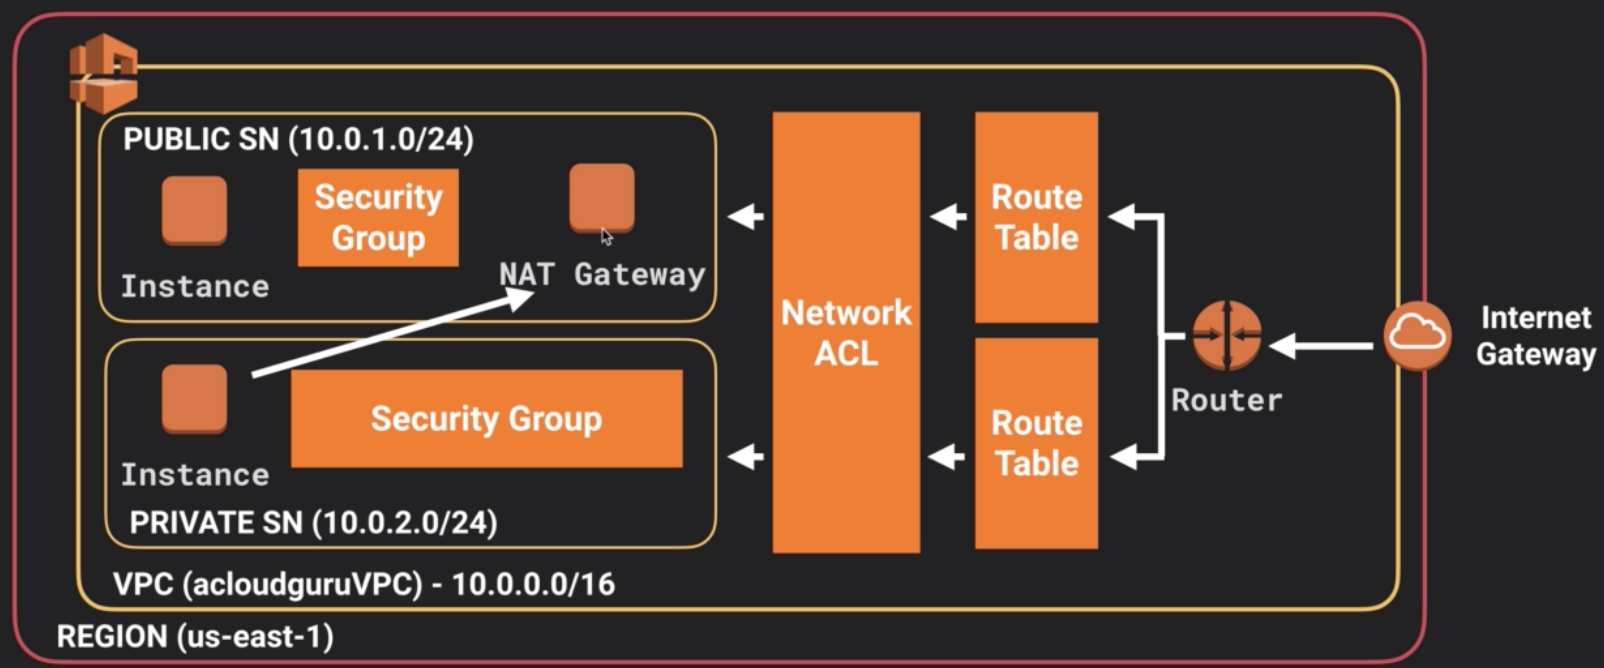 PUBLIC SN (10.0.1.0/24)
Security
Group
Instance
NAT Gateway
Instance
Security Group
PRIVATE SN (10.0.2.0/24)
Network
ACL
Route
Table
Route
Table
Router
Internet
Gateway
VPC (acloudguruVPC) - 10.0.0.0/16
REGION (us-east-1)